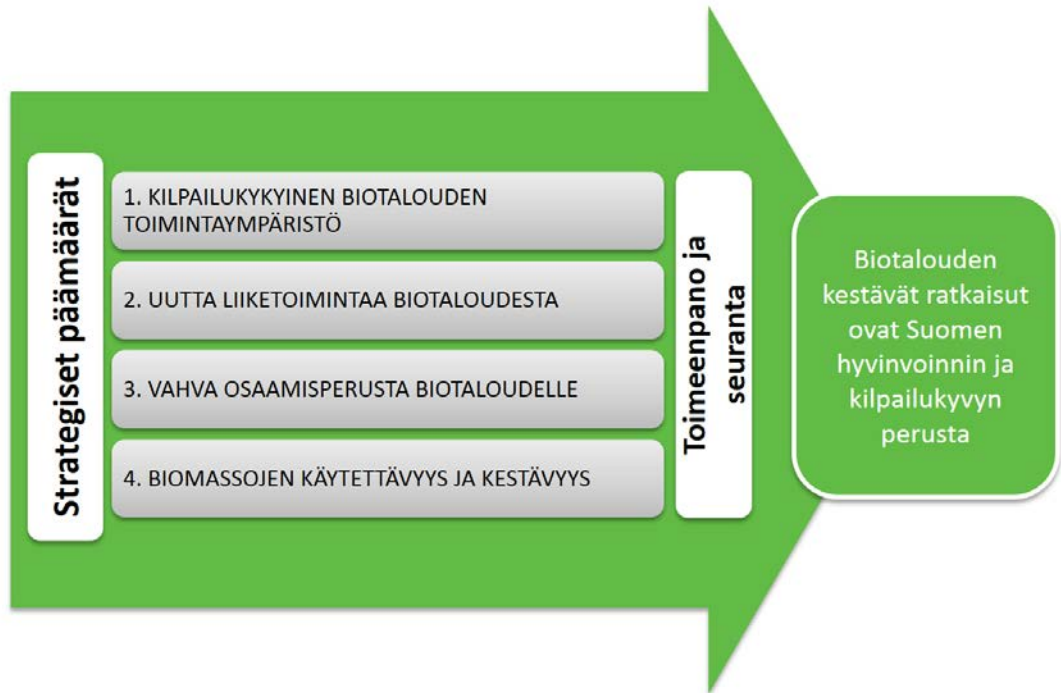 Strategiset päämäärät
1. KILPAILUKYKYINEN BIOTALOUDEN
TOIMINTAYMPÄRISTÖ
2. UUTTA LIIKETOIMINTAA BIOTALOUDESTA
3. VAHVA OSAAMISPERUSTA BIOTALOUDELLE
4. BIOMASSOJEN KÄYTETTÄVYYS JA KESTÄVYYS
Toimeenpano ja
seuranta
Biotalouden
kestävät ratkaisut
ovat Suomen
hyvinvoinnin ja
kilpailukyvyn
perusta